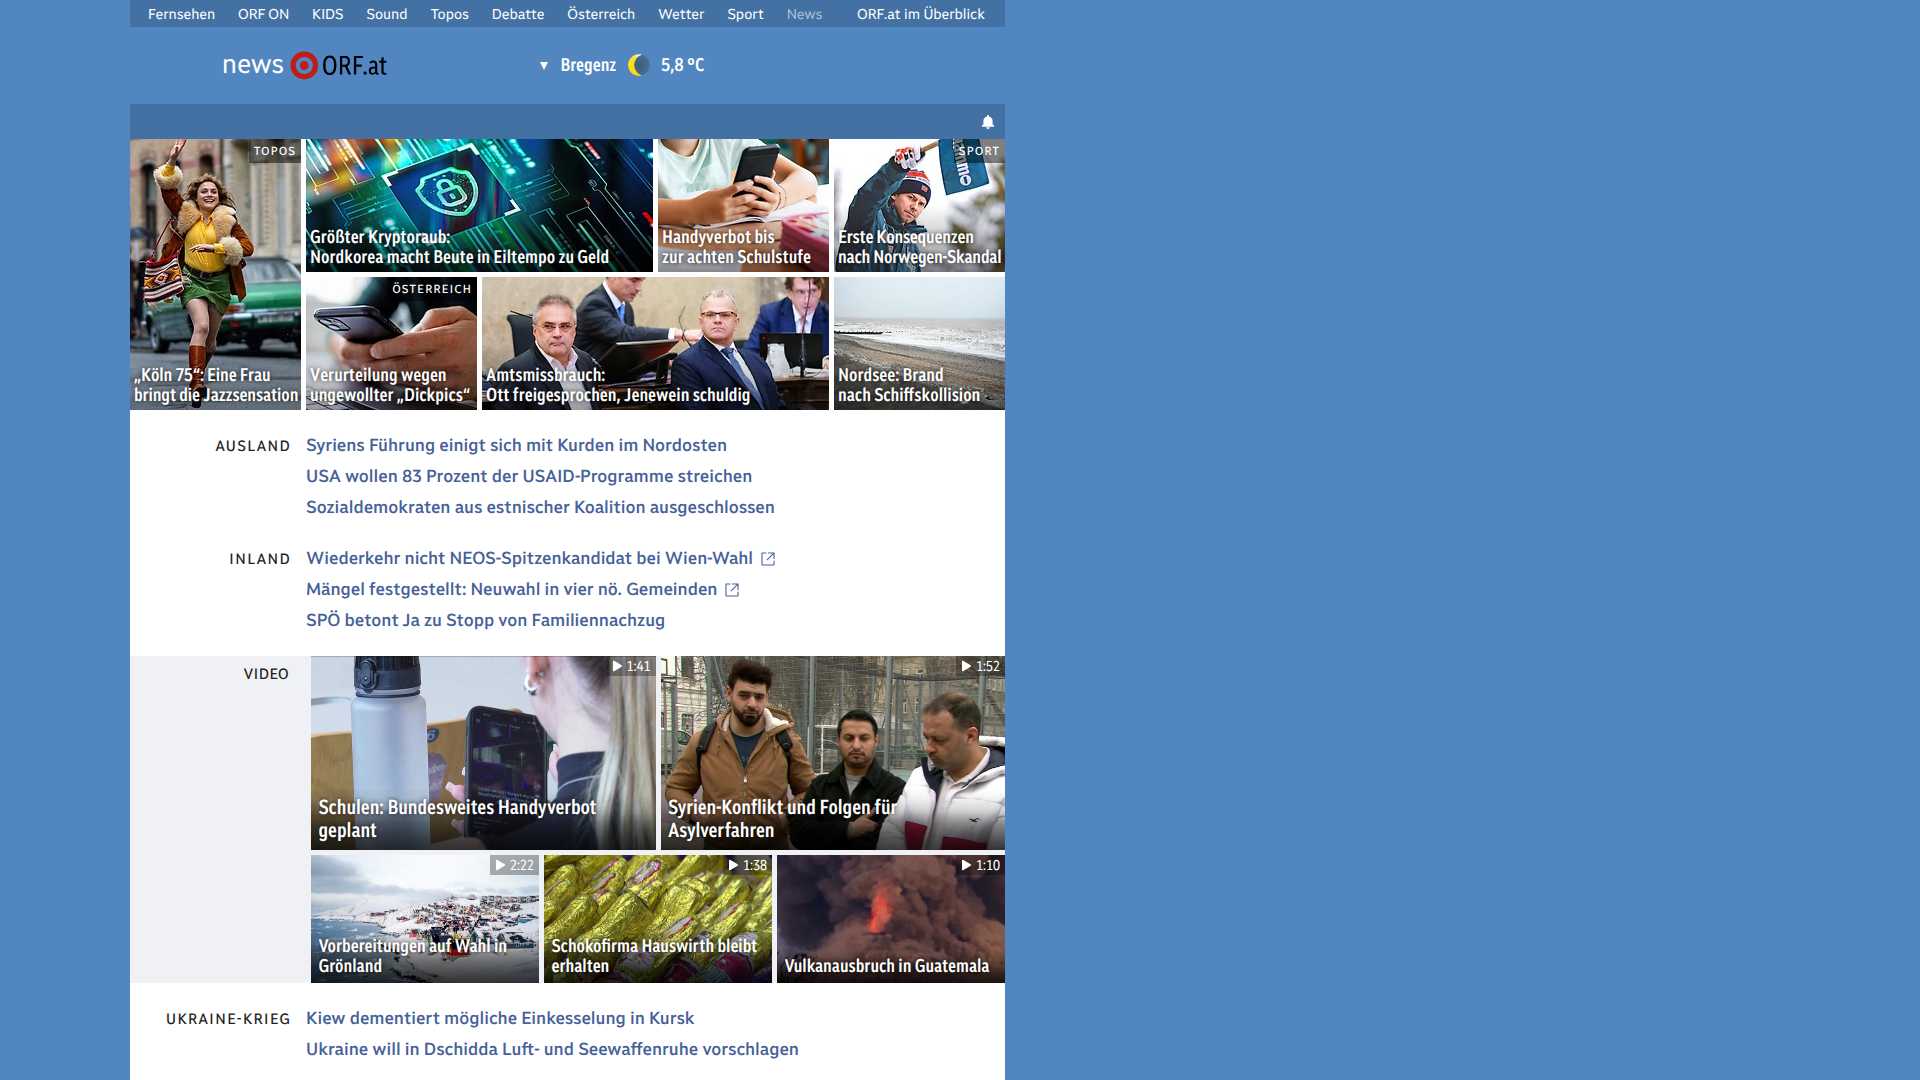 Fernsehen ORF ON KIDS Sound Topos Debatte Österreich Wetter Sport News ORF.at im Überblick
news ORF.at
Bregenz 5,8 °C
TOPOS
„Köln 75“: Eine Frau
bringt die Jazzsensation
Größter Kryptoraub:
Nordkorea macht Beute in Eiltempo zu Geld
Handyverbot bis
zur achten Schulstufe
SPORT
Erste Konsequenzen
nach Norwegen-Skandal
ÖSTERREICH
Verurteilung wegen
ungewollter „Dickpics“
Amtsmissbrauch:
Ott freigesprochen, Jenewein schuldig
Nordsee: Brand
nach Schiffskollision
AUSLAND
Syriens Führung einigt sich mit Kurden im Nordosten
USA wollen 83 Prozent der USAID-Programme streichen
Sozialdemokraten aus estnischer Koalition ausgeschlossen
INLAND
Wiederkehr nicht NEOS-Spitzenkandidat bei Wien-Wahl
Mängel festgestellt: Neuwahl in vier nö. Gemeinden
SPÖ betont Ja zu Stopp von Familiennachzug
VIDEO
1:41
Schulen: Bundesweites Handyverbot
geplant
1:52
Syrien-Konflikt und Folgen für
Asylverfahren
2:22
Vorbereitungen auf Wahl in
Grönland
1:38
Schokofirma Hauswirth bleibt
erhalten
1:10
Vulkanausbruch in Guatemala
UKRAINE-KRIEG
Kiew dementiert mögliche Einkesselung in Kursk
Ukraine will in Dschidda Luft- und Seewaffenruhe vorschlagen